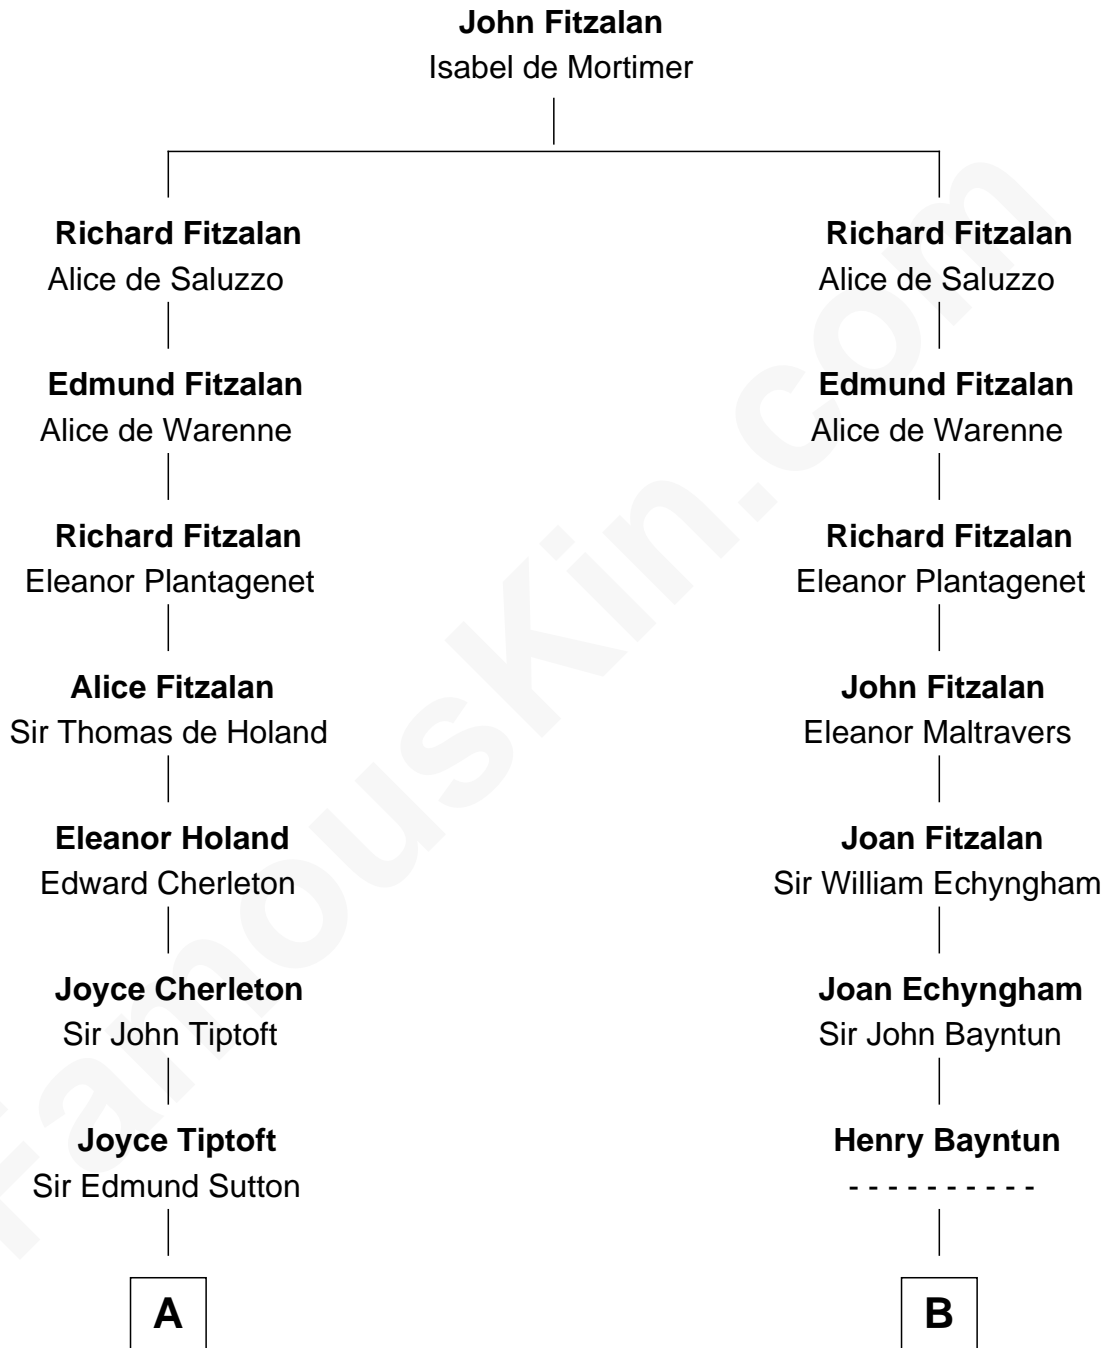 John Fitzalan
Isabel de Mortimer
Richard Fitzalan
Alice de Saluzzo
Edmund Fitzalan
Alice de Warenne
Richard Fitzalan
Eleanor Plantagenet
Alice Fitzalan
Sir Thomas de Holand
Eleanor Holand
Edward Cherleton
Joyce Cherleton
Sir John Tiptoft
Joyce Tiptoft
Sir Edmund Sutton
A
Richard Fitzalan
Alice de Saluzzo
Edmund Fitzalan
Alice de Warenne
Richard Fitzalan
Eleanor Plantagenet
John Fitzalan
Eleanor Maltravers
Joan Fitzalan
Sir William Echyngham
Joan Echyngham
Sir John Bayntun
Henry Bayntun
- - - - - - - - - -
B
FamousKin.com